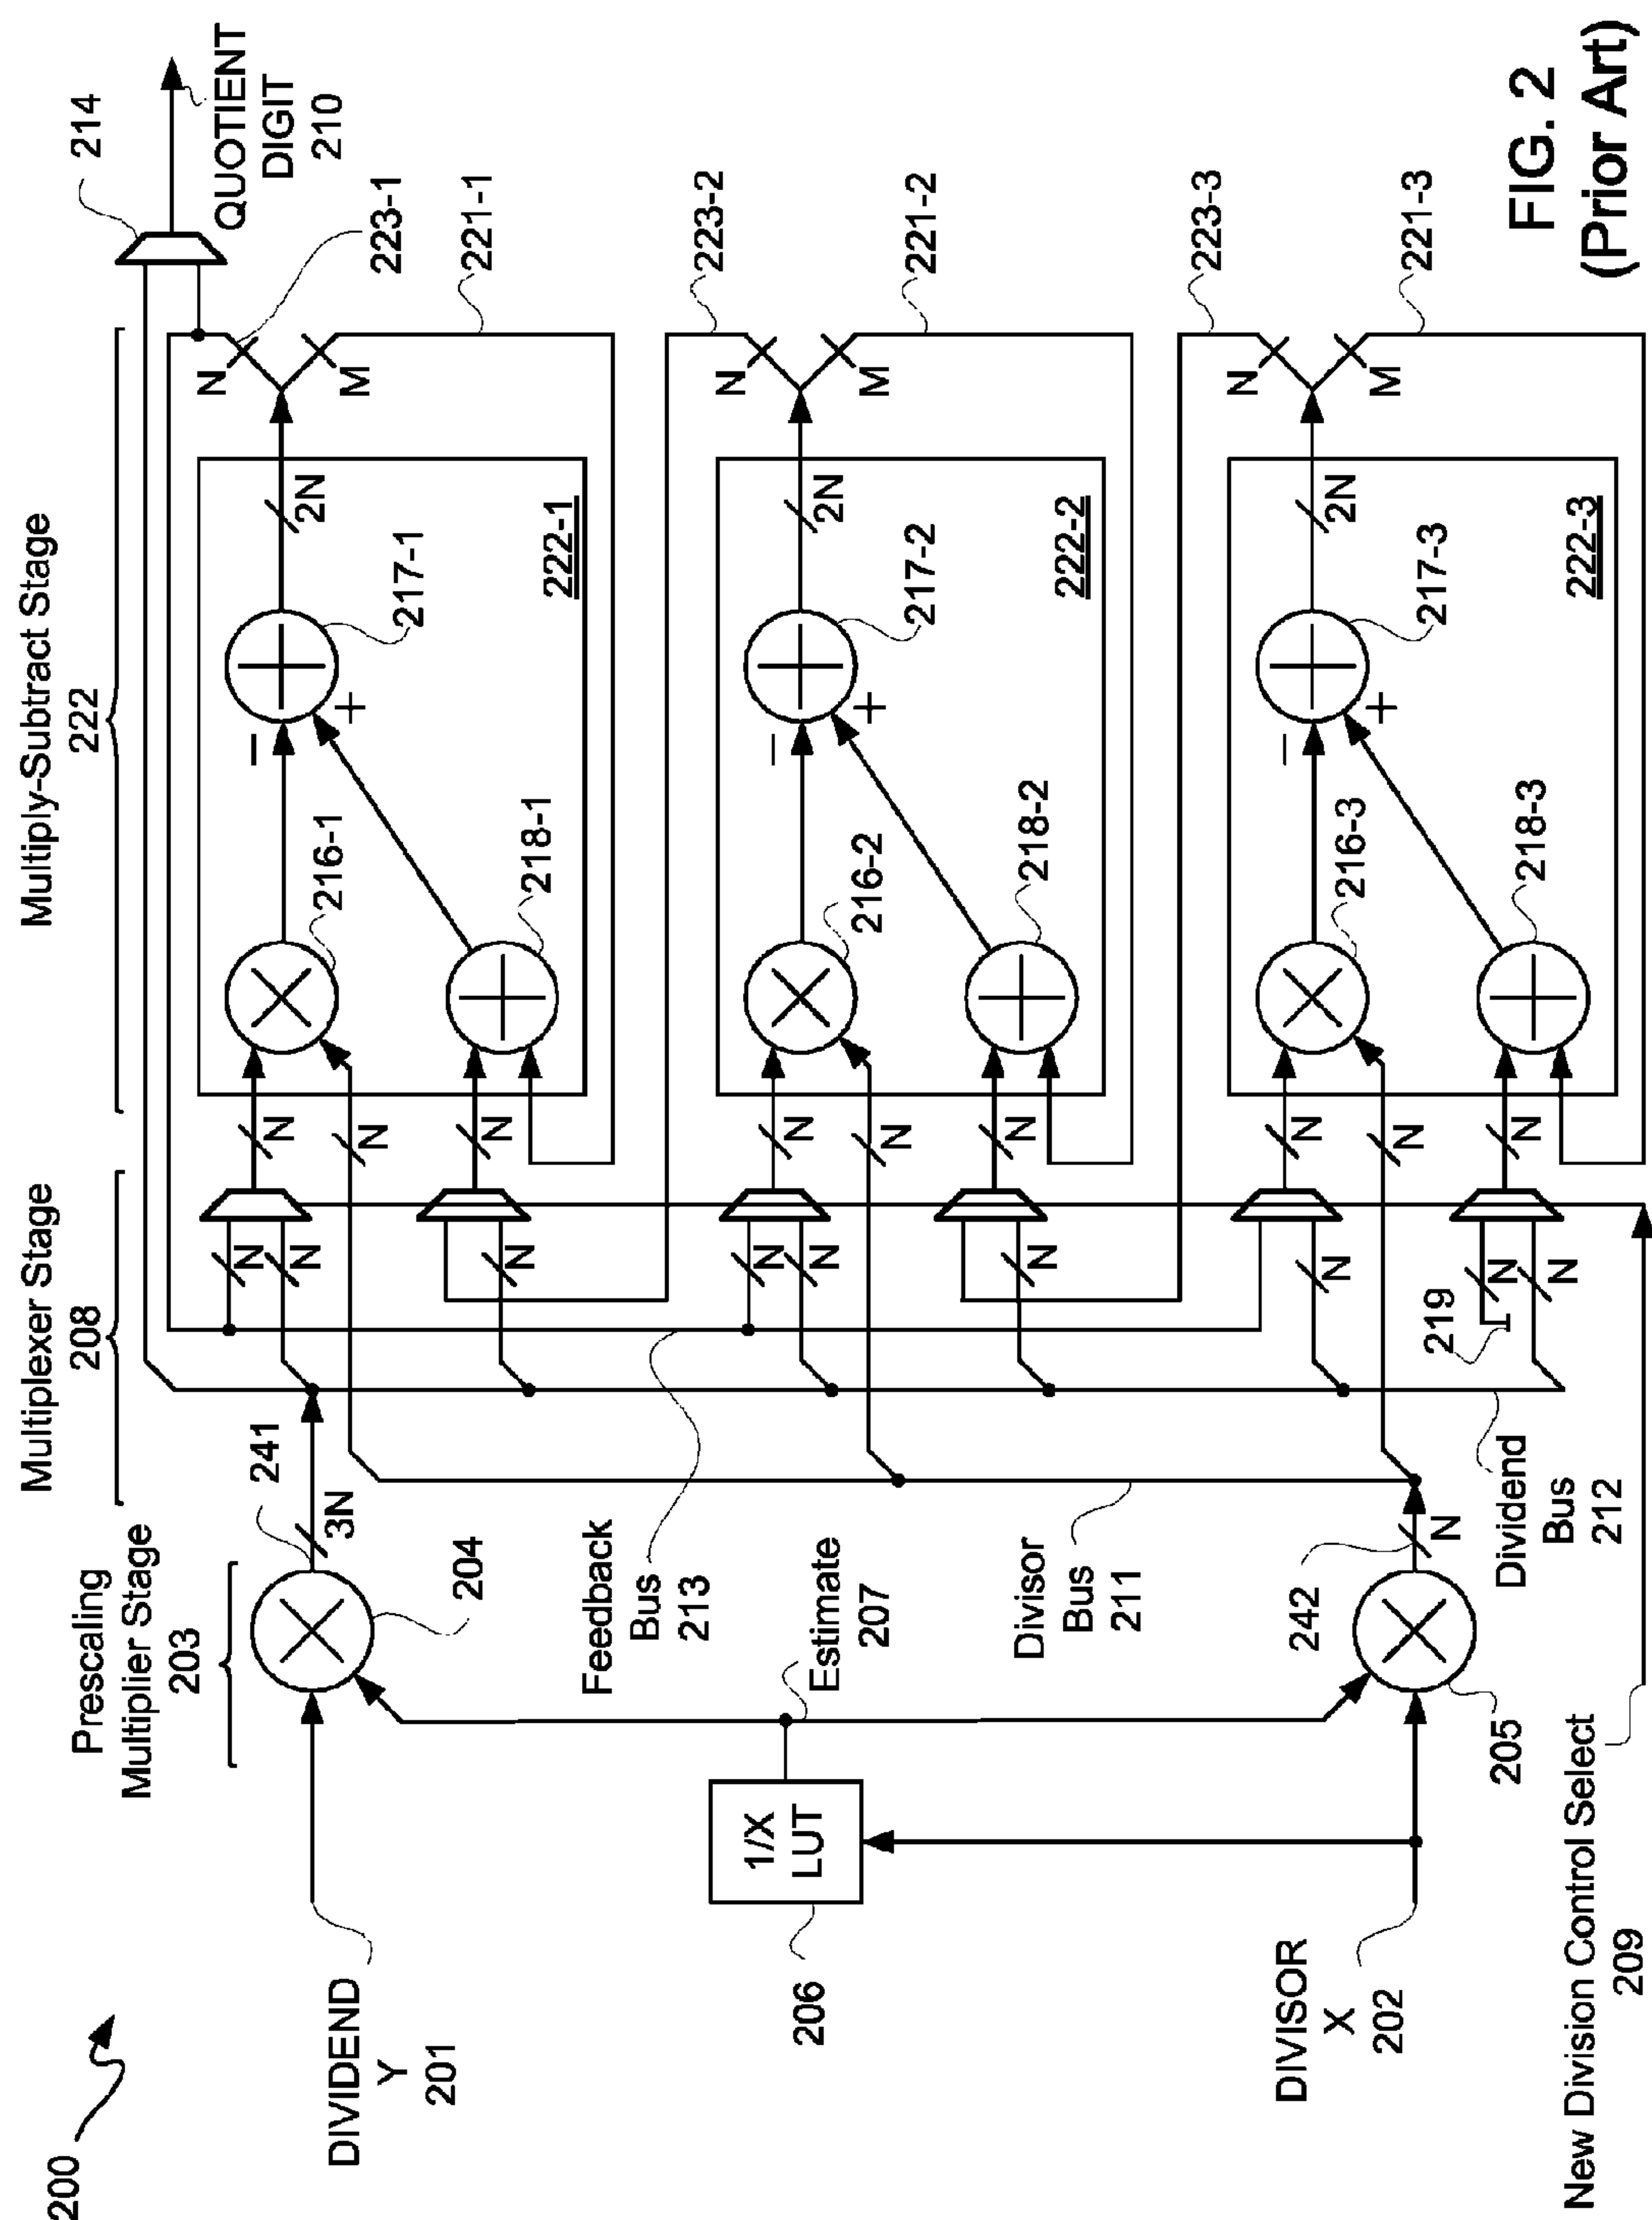 200
Prescaling
Multiplier Stage
203
Multiplexer Stage
208
Multiply-Subtract Stage
222
214
QUOTIENT
DIGIT
210
DIVIDEND
Y
201
204
241
3N
N
N
N
N
N
N
N
216-1
218-1
217-1
2N
222-1
N
M
223-1
221-1
Feedback
Bus
213
206
1/X
LUT
Estimate
207
N
N
N
N
N
N
216-2
218-2
217-2
−
+
−
+
2N
222-2
N
M
223-2
221-2
DIVISOR
X
202
205
242
N
Divisor
Bus
211
Dividend
Bus
212
219
N
N
N
N
N
N
216-3
218-3
217-3
−
+
2N
222-3
N
M
223-3
221-3
New Division Control Select
209
FIG. 2
(Prior Art)